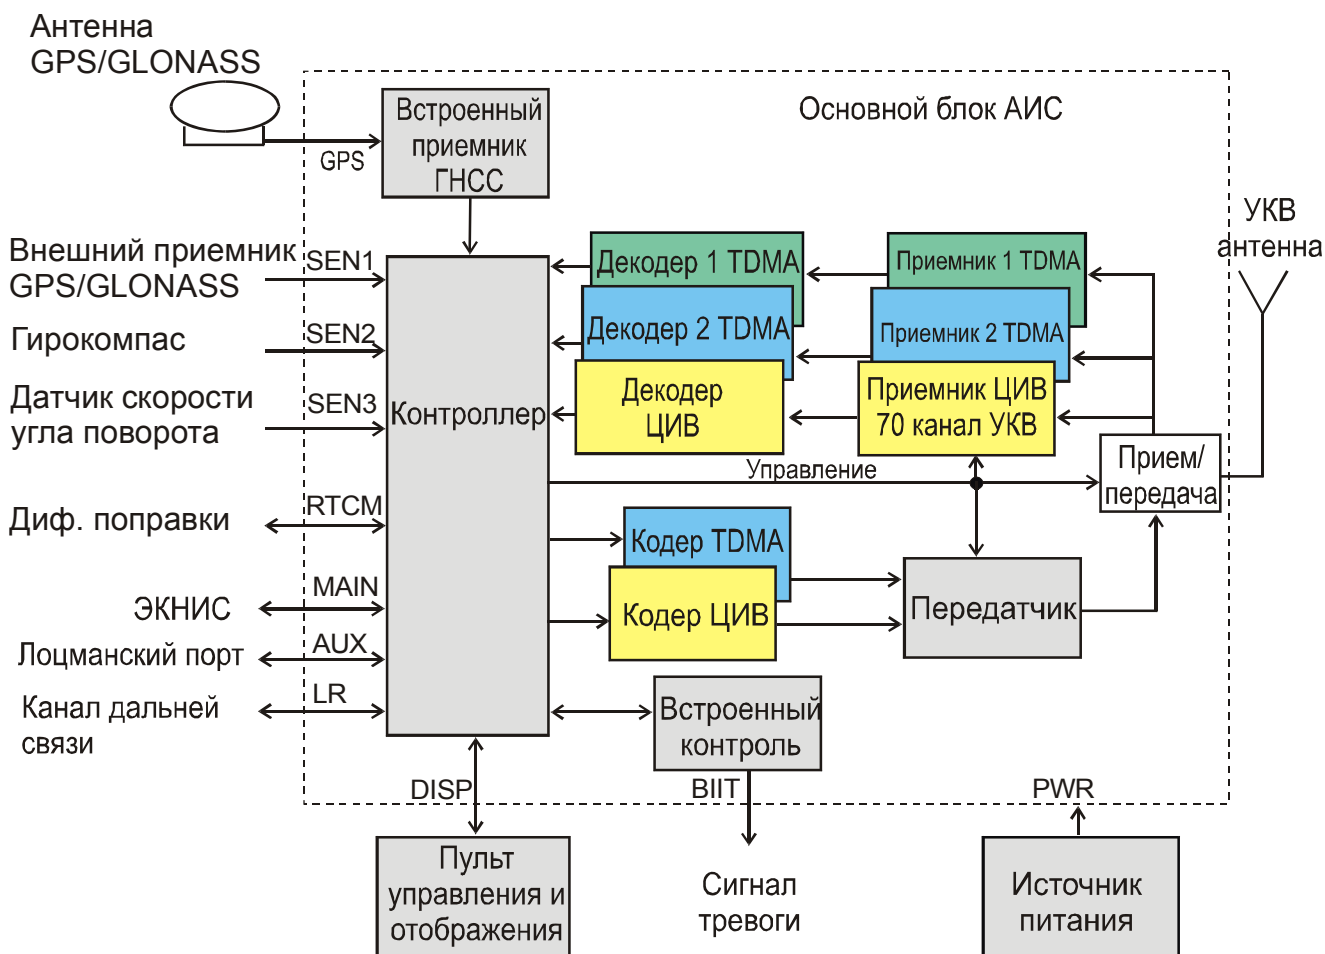 Антенна
GPS/GLONASS
Основной блок АИС
Встроенный
приемник
ГНСС
GPS
УКВ
антенна
Внешний приемник
GPS/GLONASS
SEN1
Декодер 1 TDMA
Приемник 1 TDMA
Гирокомпас
SEN2
Декодер 2 TDMA
Приемник 2 TDMA
Датчик скорости
угла поворота
SEN3
Контроллер
Декодер
ЦИВ
Приемник ЦИВ
70 канал УКВ
Управление
Прием/
передача
Диф. поправки
RTCM
Кодер TDMA
Кодер ЦИВ
Передатчик
ЭКНИС
MAIN
Лоцманский порт
AUX
Канал дальней
связи
LR
Встроенный
контроль
DISP
BIIT
PWR
Пульт
управления и
отображения
Сигнал
тревоги
Источник
питания